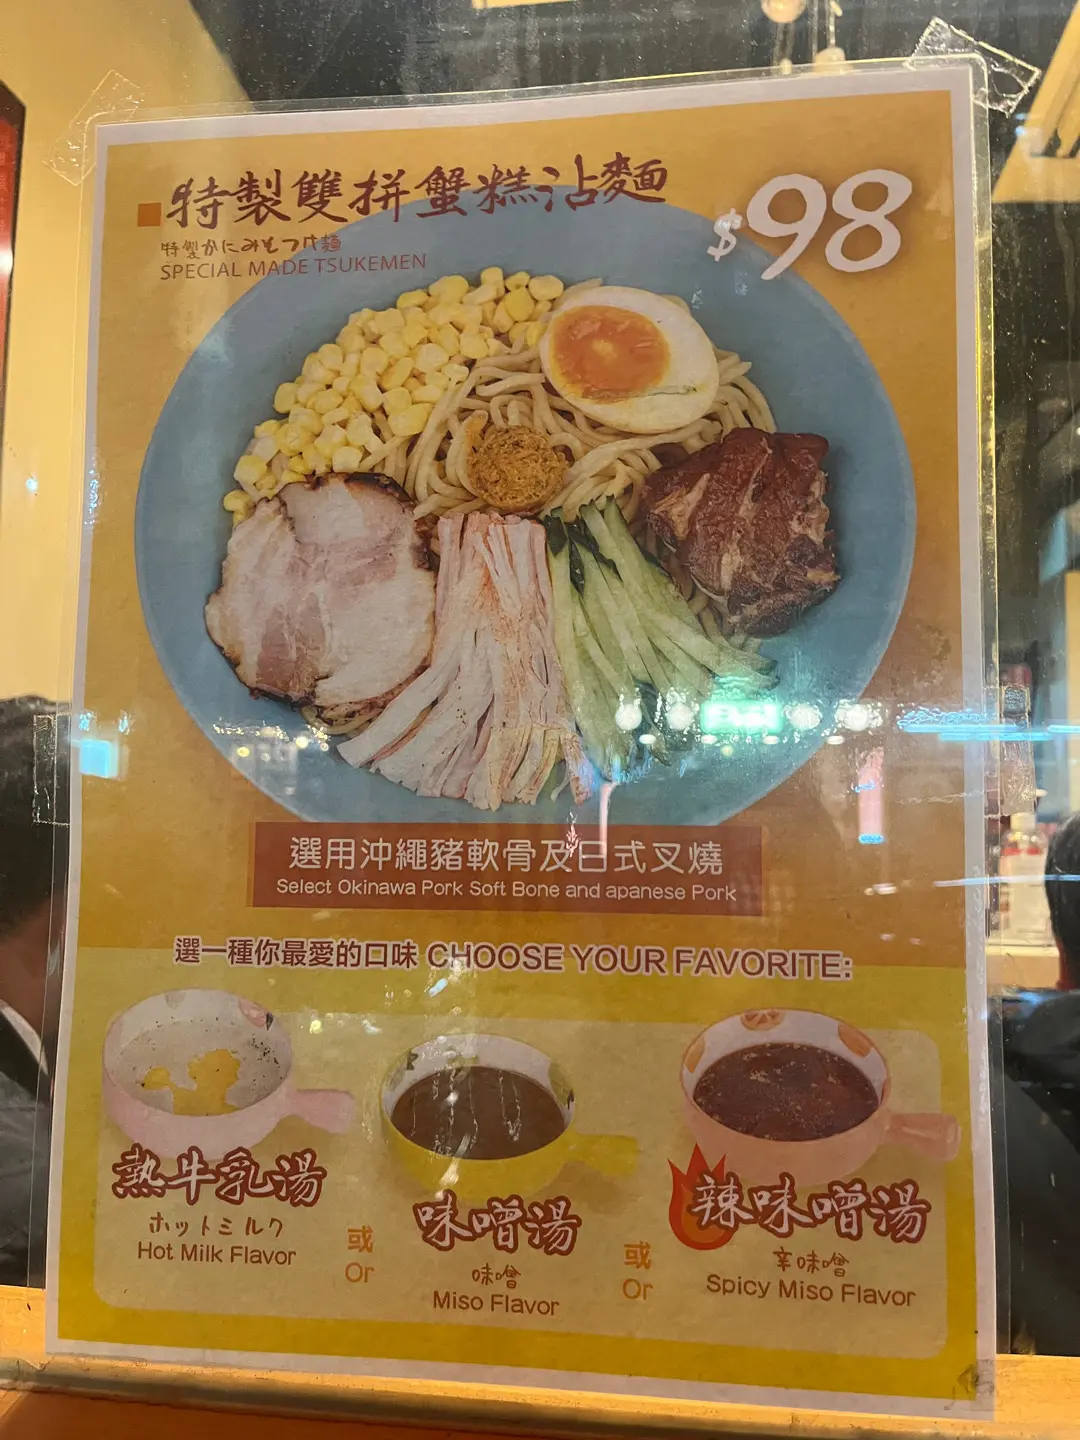 特製雙拼蟹糕沾麵
$98
特製かにみそつけ麺
SPECIAL MADE TSUKEMEN
選用沖繩豬軟骨及日式叉燒
Select Okinawa Pork Soft Bone and apanese Pork
選一種你最愛的口味 CHOOSE YOUR FAVORITE:
熱牛乳湯
ホットミルク
Hot Milk Flavor
或
Or
味噌湯
味噌
Miso Flavor
或
Or
辣味噌湯
辛味噌
Spicy Miso Flavor